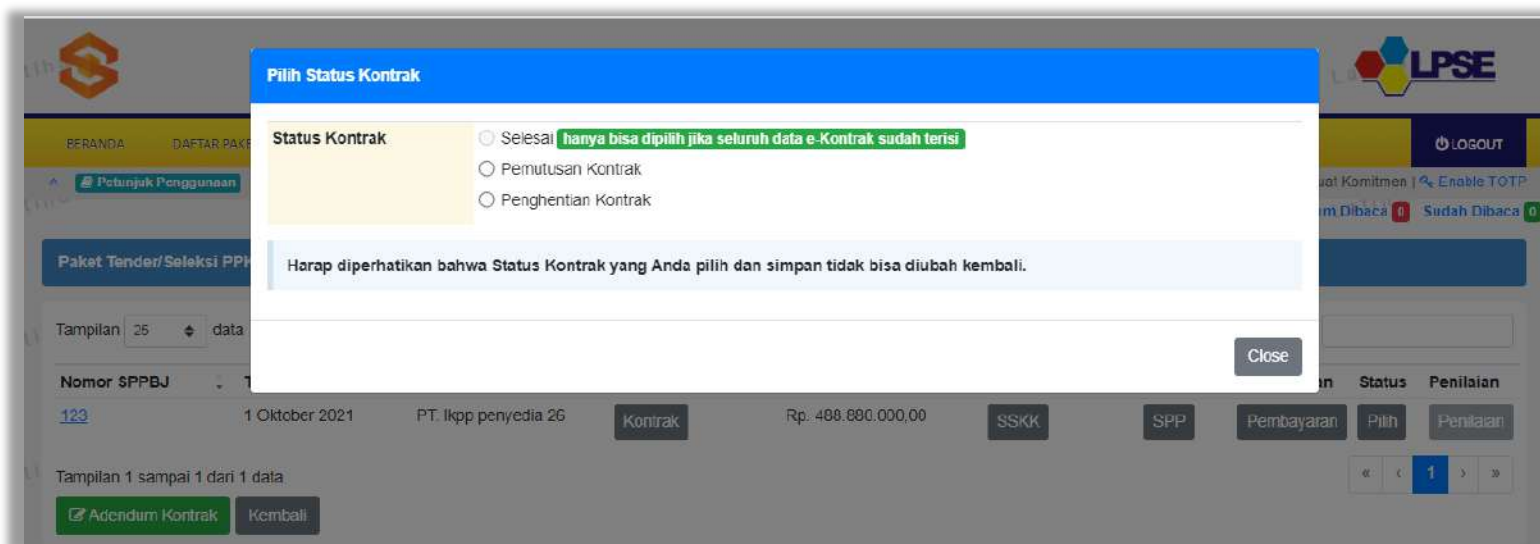 LPSE
Pilih Status Kontrak
BERANDA
DAFTAR PAKE
LOGOUT
Status Kontrak
Selesai hanya bisa dipilih jika seluruh data e-Kontrak sudah terisi
Pemutusan Kontrak
Penghentian Kontrak
Petunjuk Penggunaan
uat Komitmen | Enable TOTP
m Dibaca 0 Sudah Dibaca 0
Paket Tender/Seleksi PPK
Harap diperhatikan bahwa Status Kontrak yang Anda pilih dan simpan tidak bisa diubah kembali.
Tampilan 25 data
Close
Nomor SPPBJ T an Status Penilaian
123 1 Oktober 2021 PT. lkpp penyedia 26 Kontrak Rp. 488.880.000,00 SSKK SPP Pembayaran Pilih Penilaian
Tampilan 1 sampai 1 dari 1 data
« ‹ 1 › »
Adendum Kontrak Kembali